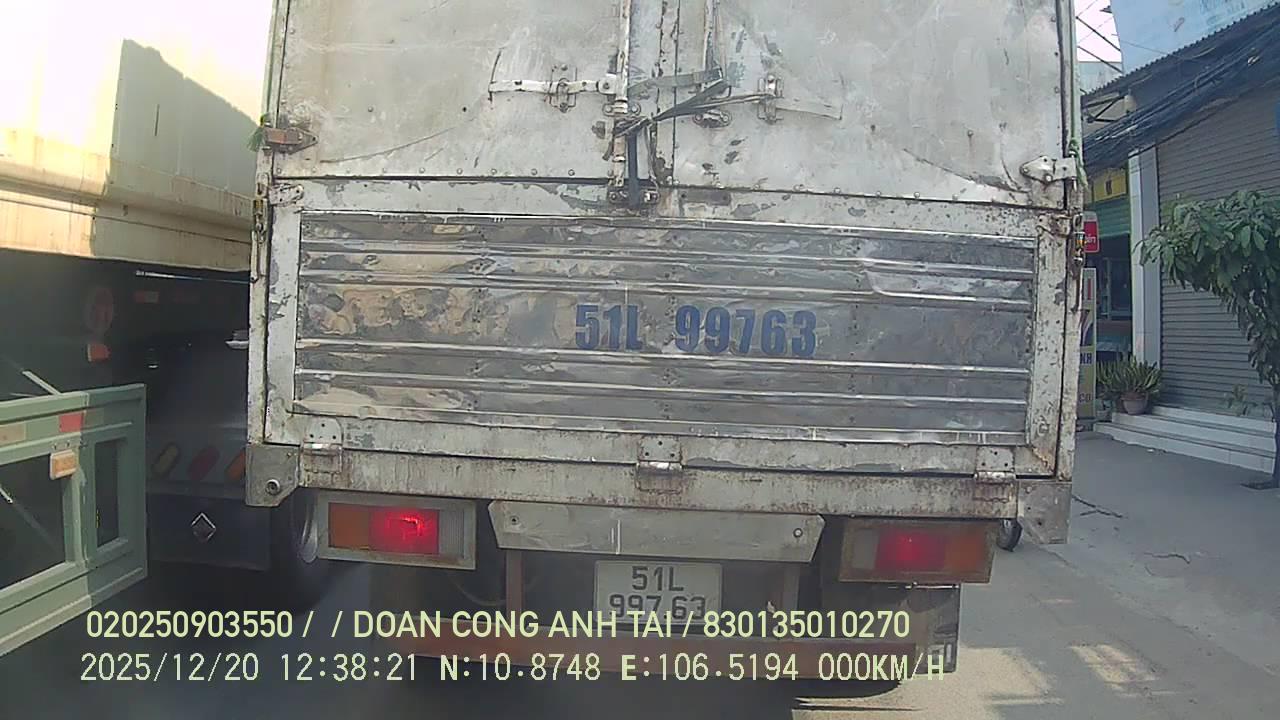 51L 99763
51L
997.63
020250903550 / / DOAN CONG ANH TAI / 830135010270
2025/12/20 12:38:21 N:10.8748 E:106.5194 000KM/H